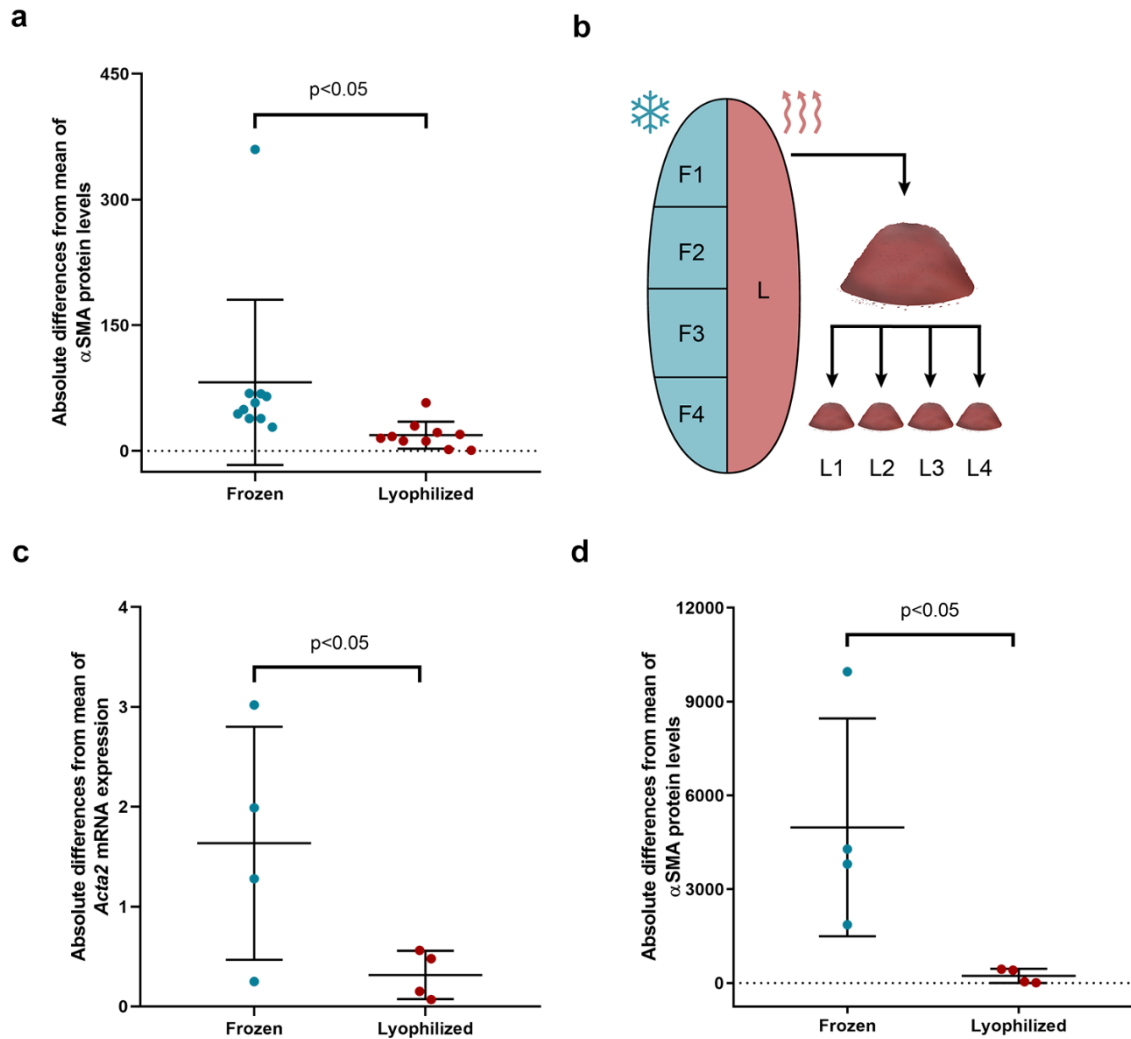 a
450
300
150
0
Absolute differences from mean of
αSMA protein levels
p<0.05
Frozen
Lyophilized
b
F1
F2
F3
F4
L
L1
L2
L3
L4
c
4
3
2
1
0
Absolute differences from mean of
Acta2 mRNA expression
p<0.05
Frozen
Lyophilized
d
12000
9000
6000
3000
0
Absolute differences from mean of
αSMA protein levels
p<0.05
Frozen
Lyophilized